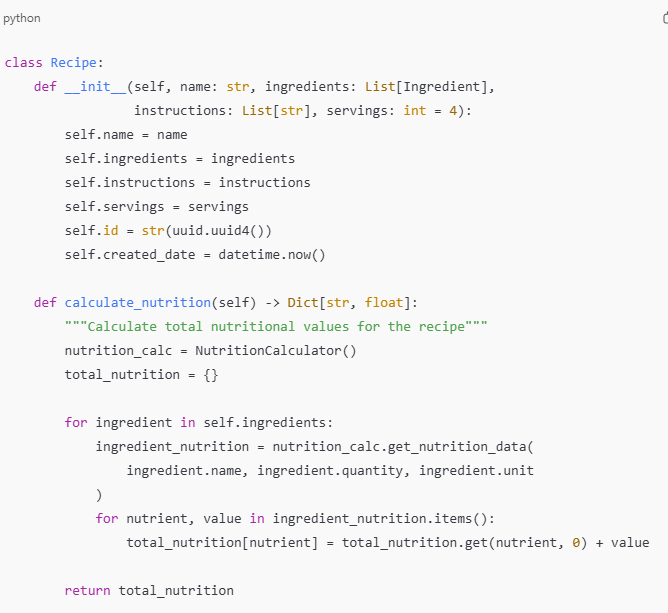 python
class Recipe:
    def __init__(self, name: str, ingredients: List[Ingredient],
                 instructions: List[str], servings: int = 4):
        self.name = name
        self.ingredients = ingredients
        self.instructions = instructions
        self.servings = servings
        self.id = str(uuid.uuid4())
        self.created_date = datetime.now()

    def calculate_nutrition(self) -> Dict[str, float]:
        """Calculate total nutritional values for the recipe"""
        nutrition_calc = NutritionCalculator()
        total_nutrition = {}

        for ingredient in self.ingredients:
            ingredient_nutrition = nutrition_calc.get_nutrition_data(
                ingredient.name, ingredient.quantity, ingredient.unit
            )
            for nutrient, value in ingredient_nutrition.items():
                total_nutrition[nutrient] = total_nutrition.get(nutrient, 0) + value

        return total_nutrition